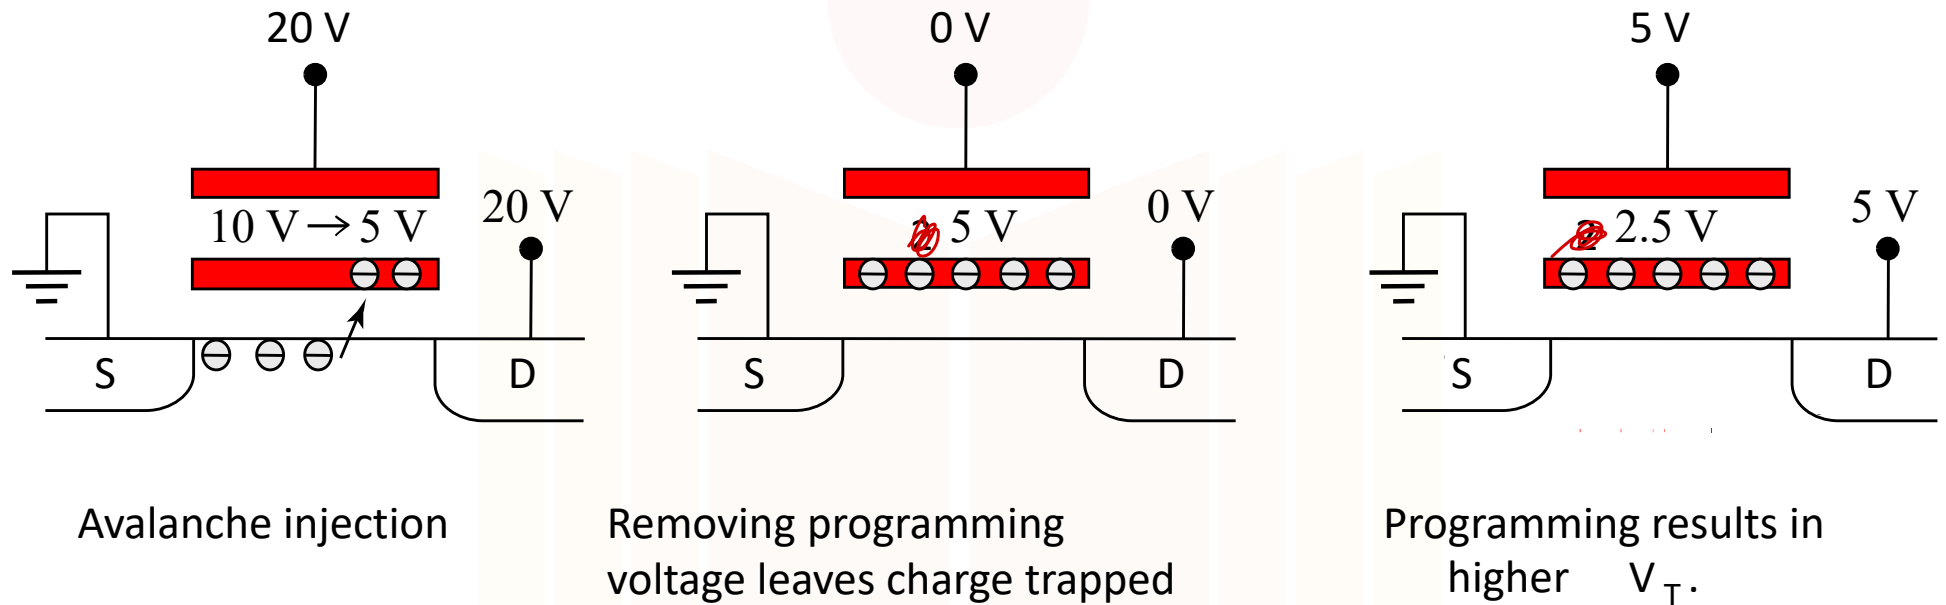 20 V
0 V
5 V
10 V → 5 V
20 V
5 V
0 V
2.5 V
5 V
S
D
S
D
S
D
Avalanche injection
Removing programming
voltage leaves charge trapped
Programming results in
higher V T .